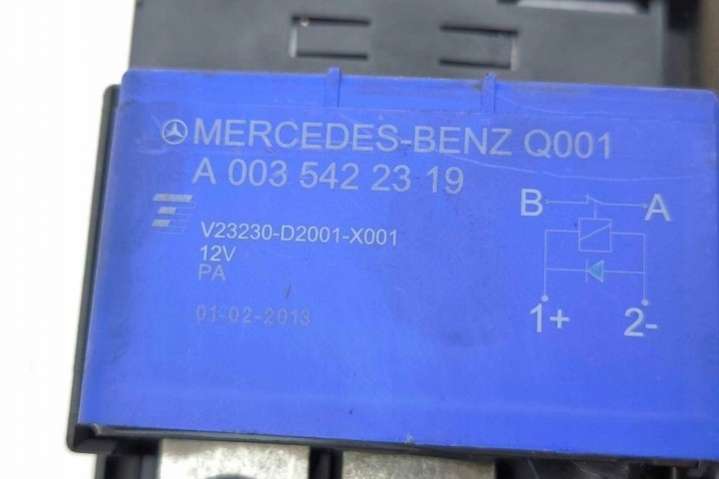 MERCEDES-BENZ Q001
A 003 542 23 19
V23230-D2001-X001
12V
PA
01-02-2013
B A
1+ 2-